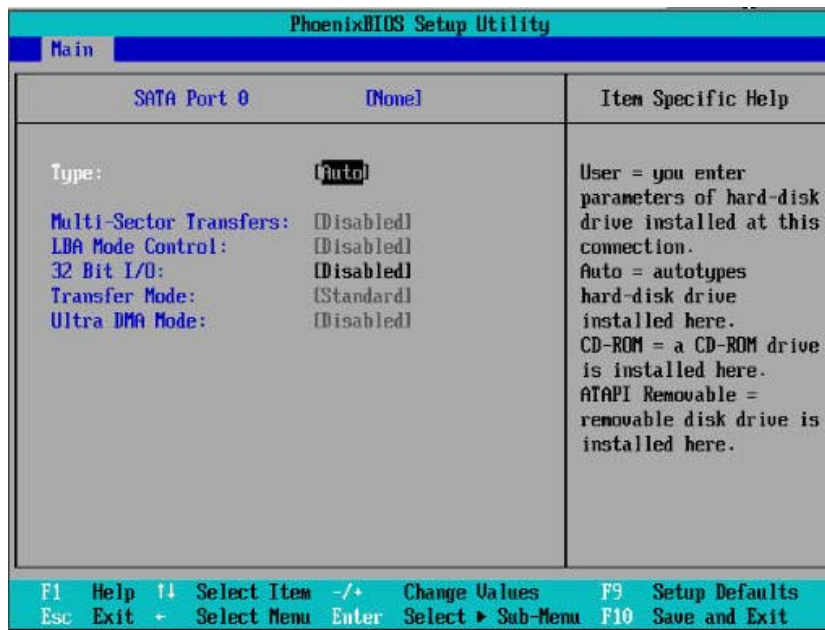 PhoenixBIOS Setup Utility
Main
SATA Port 0 [None]
Item Specific Help
Type: [Auto]
Multi-Sector Transfers: [Disabled]
LBA Mode Control: [Disabled]
32 Bit I/O: [Disabled]
Transfer Mode: [Standard]
Ultra DMA Mode: [Disabled]
User = you enter
parameters of hard-disk
drive installed at this
connection.
Auto = autotypes
hard-disk drive
installed here.
CD-ROM = a CD-ROM drive
is installed here.
ATAPI Removable =
removable disk drive is
installed here.
F1 Help ↑↓ Select Item -/+ Change Values F9 Setup Defaults
Esc Exit ← Select Menu Enter Select ▶ Sub-Menu F10 Save and Exit